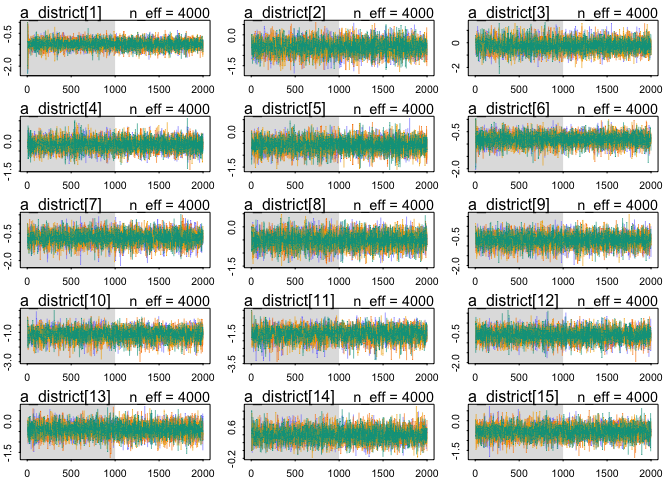 a_district[1] n_eff = 4000 a_district[2] n_eff = 4000 a_district[3] n_eff = 4000
-0.5 0.0 0
-2.0 -1.5 -2
0 500 1000 1500 2000 0 500 1000 1500 2000 0 500 1000 1500 2000
a_district[4] n_eff = 4000 a_district[5] n_eff = 4000 a_district[6] n_eff = 4000
0.0 0.0 -0.5
-1.5 -1.5 -2.0
0 500 1000 1500 2000 0 500 1000 1500 2000 0 500 1000 1500 2000
a_district[7] n_eff = 4000 a_district[8] n_eff = 4000 a_district[9] n_eff = 4000
-0.5 0.0 -0.5
-2.0 -1.5 -2.0
0 500 1000 1500 2000 0 500 1000 1500 2000 0 500 1000 1500 2000
a_district[10] n_eff = 4000 a_district[11] n_eff = 4000 a_district[12] n_eff = 4000
-1.0 -1.5 -0.5
-3.0 -3.5 -2.0
0 500 1000 1500 2000 0 500 1000 1500 2000 0 500 1000 1500 2000
a_district[13] n_eff = 4000 a_district[14] n_eff = 4000 a_district[15] n_eff = 4000
0.0 0.6 0.0
-1.5 -0.2 -1.5
0 500 1000 1500 2000 0 500 1000 1500 2000 0 500 1000 1500 2000